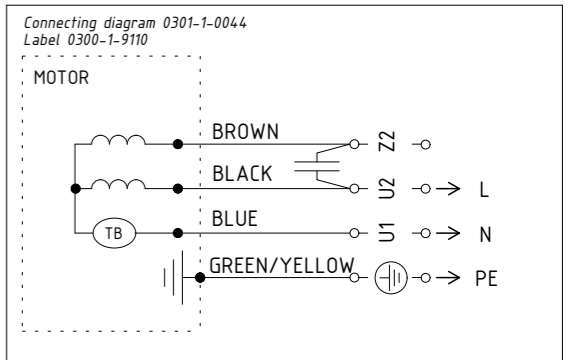 Connecting diagram 0301-1-0044
Label 0300-1-9110
MOTOR
BROWN Z2
BLACK U2 L
TB BLUE U1 N
GREEN/YELLOW PE